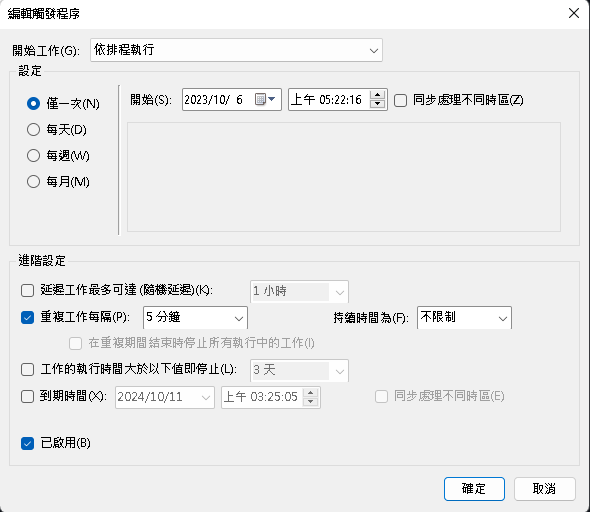 編輯觸發程序
開始工作(G): 依排程執行
設定
僅一次(N)
每天(D)
每週(W)
每月(M)
開始(S): 2023/10/ 6 上午 05:22:16 同步處理不同時區(Z)
進階設定
延遲工作最多可達 (隨機延遲)(K): 1 小時
重複工作每隔(P): 5 分鐘 持續時間為(F): 不限制
在重複期間結束時停止所有執行中的工作(I)
工作的執行時間大於以下值即停止(L): 3 天
到期時間(X): 2024/10/11 上午 03:25:05 同步處理不同時區(E)
已啟用(B)
確定 取消